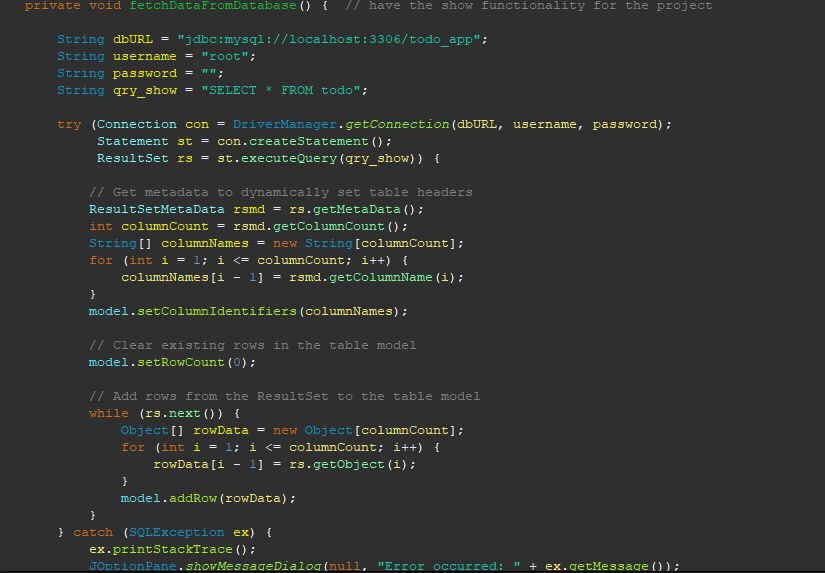 private void fetchDataFromDatabase() {  // have the show functionality for the project
String dbURL = "jdbc:mysql://localhost:3306/todo_app";
String username = "root";
String password = "";
String qry_show = "SELECT * FROM todo";
try (Connection con = DriverManager.getConnection(dbURL, username, password);
Statement st = con.createStatement();
ResultSet rs = st.executeQuery(qry_show)) {
// Get metadata to dynamically set table headers
ResultSetMetaData rsmd = rs.getMetaData();
int columnCount = rsmd.getColumnCount();
String[] columnNames = new String[columnCount];
for (int i = 1; i <= columnCount; i++) {
columnNames[i - 1] = rsmd.getColumnName(i);
}
model.setColumnIdentifiers(columnNames);
// Clear existing rows in the table model
model.setRowCount(0);
// Add rows from the ResultSet to the table model
while (rs.next()) {
Object[] rowData = new Object[columnCount];
for (int i = 1; i <= columnCount; i++) {
rowData[i - 1] = rs.getObject(i);
}
model.addRow(rowData);
}
} catch (SQLException ex) {
ex.printStackTrace();
JOptionPane.showMessageDialog(null, "Error occurred: " + ex.getMessage());